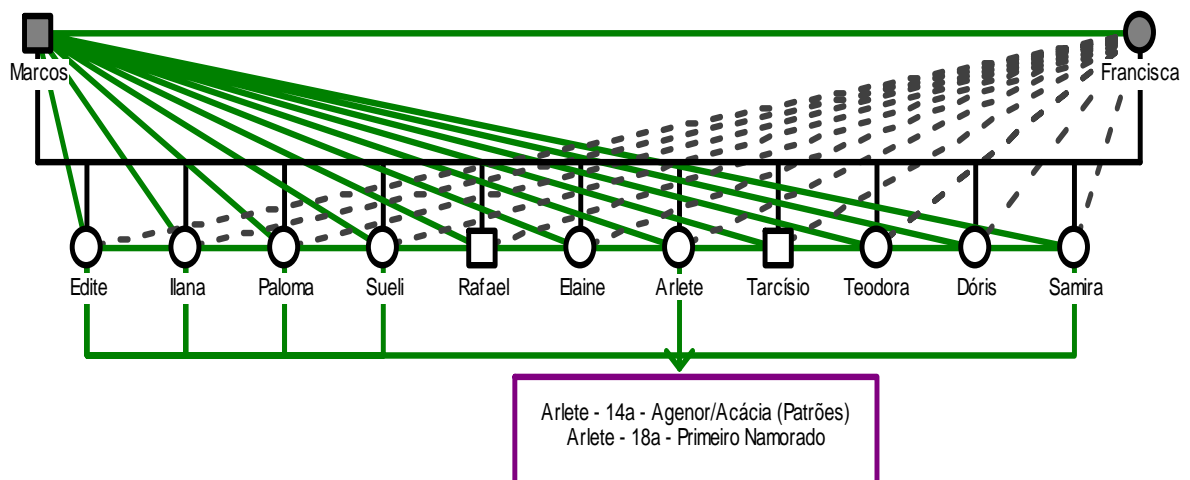 Marcos
Francisca
Edite
Ilana
Paloma
Sueli
Rafael
Elaine
Arlete
Tarcísio
Teodora
Dóris
Samira
Arlete - 14a - Agenor/Acácia (Patrões)
Arlete - 18a - Primeiro Namorado